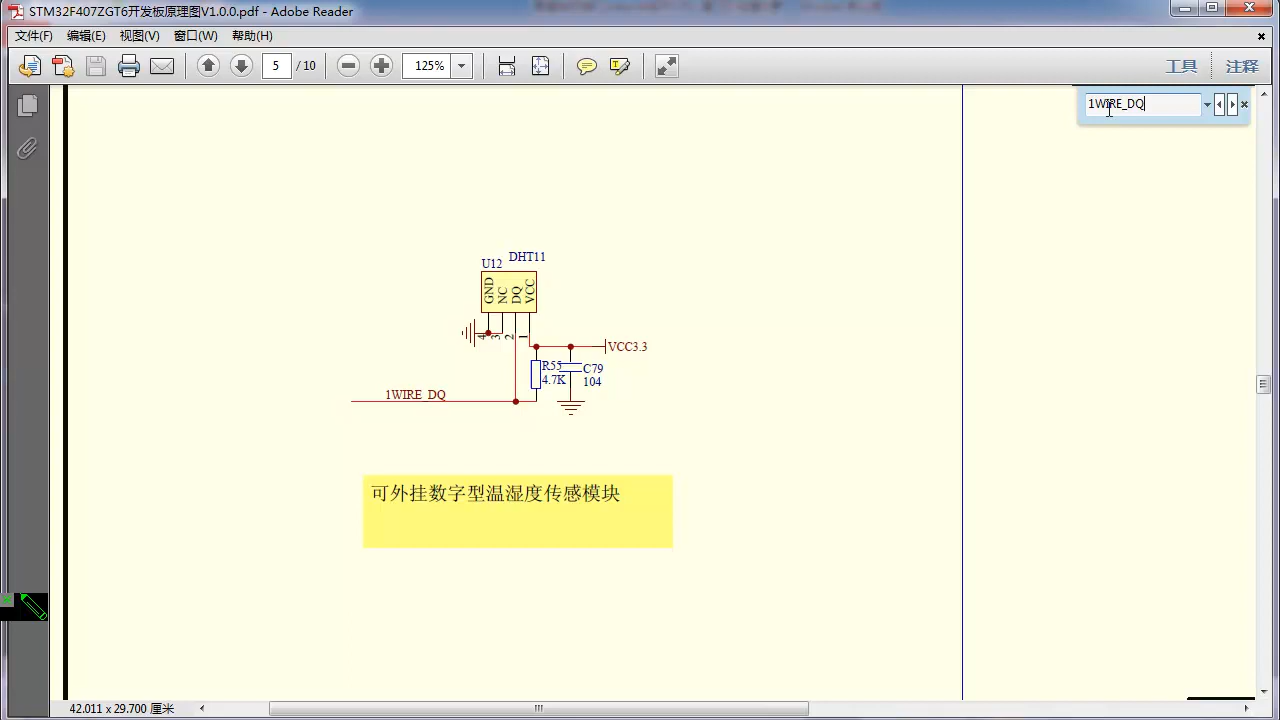 STM32F407ZGT6开发板原理图V1.0.0.pdf - Adobe Reader
文件(F) 编辑(E) 视图(V) 窗口(W) 帮助(H)
5 / 10 125% 工具 注释
1WIRE_DQ
U12 DHT11
GND NC DQ VCC
4 3 2 1
VCC3.3
R55 4.7K
C79 104
1WIRE_DQ
可外挂数字型温湿度传感模块
42.011 x 29.700 厘米